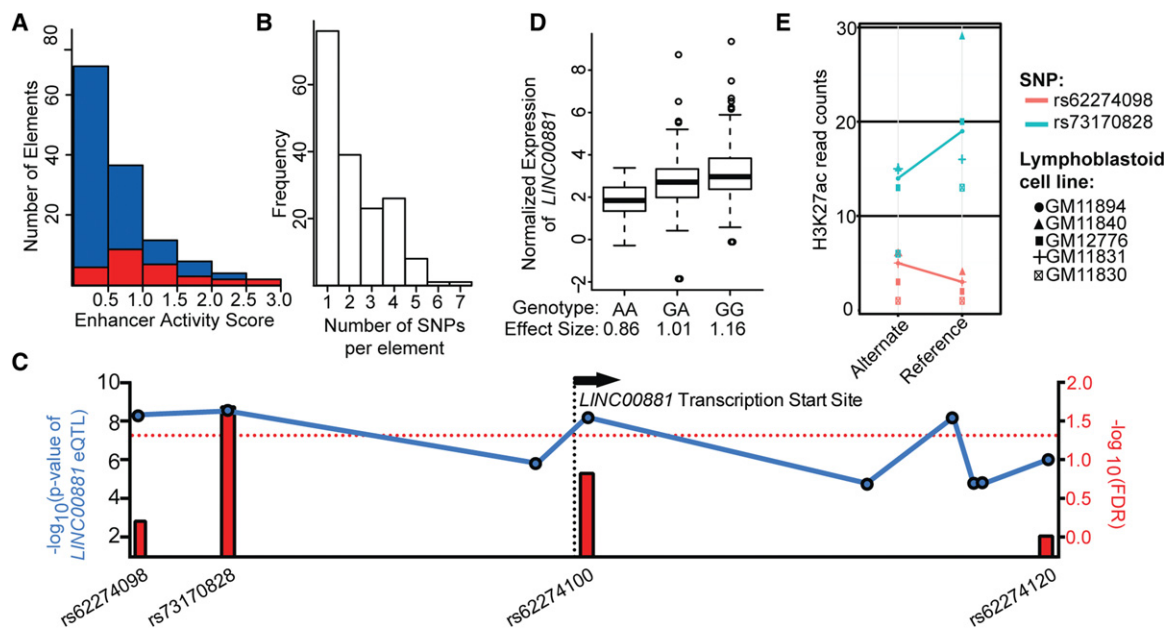 A
80
60
40
20
Number of Elements
0.5 1.0 1.5 2.0 2.5 3.0
Enhancer Activity Score
B
60
20
Frequency
1 2 3 4 5 6 7
Number of SNPs
per element
D
8
6
4
2
0
-2
Normalized Expression
of LINC00881
Genotype: AA GA GG
Effect Size: 0.86 1.01 1.16
E
30
20
10
0
H3K27ac read counts
Alternate
Reference
SNP:
rs62274098
rs73170828
Lymphoblastoid
cell line:
GM11894
GM11840
GM12776
GM11831
GM11830
C
10
8
6
4
2
-log10(p-value of
LINC00881 eQTL)
LINC00881 Transcription Start Site
2.0
1.5
1.0
0.5
0.0
-log 10(FDR)
rs62274098
rs73170828
rs62274100
rs62274120